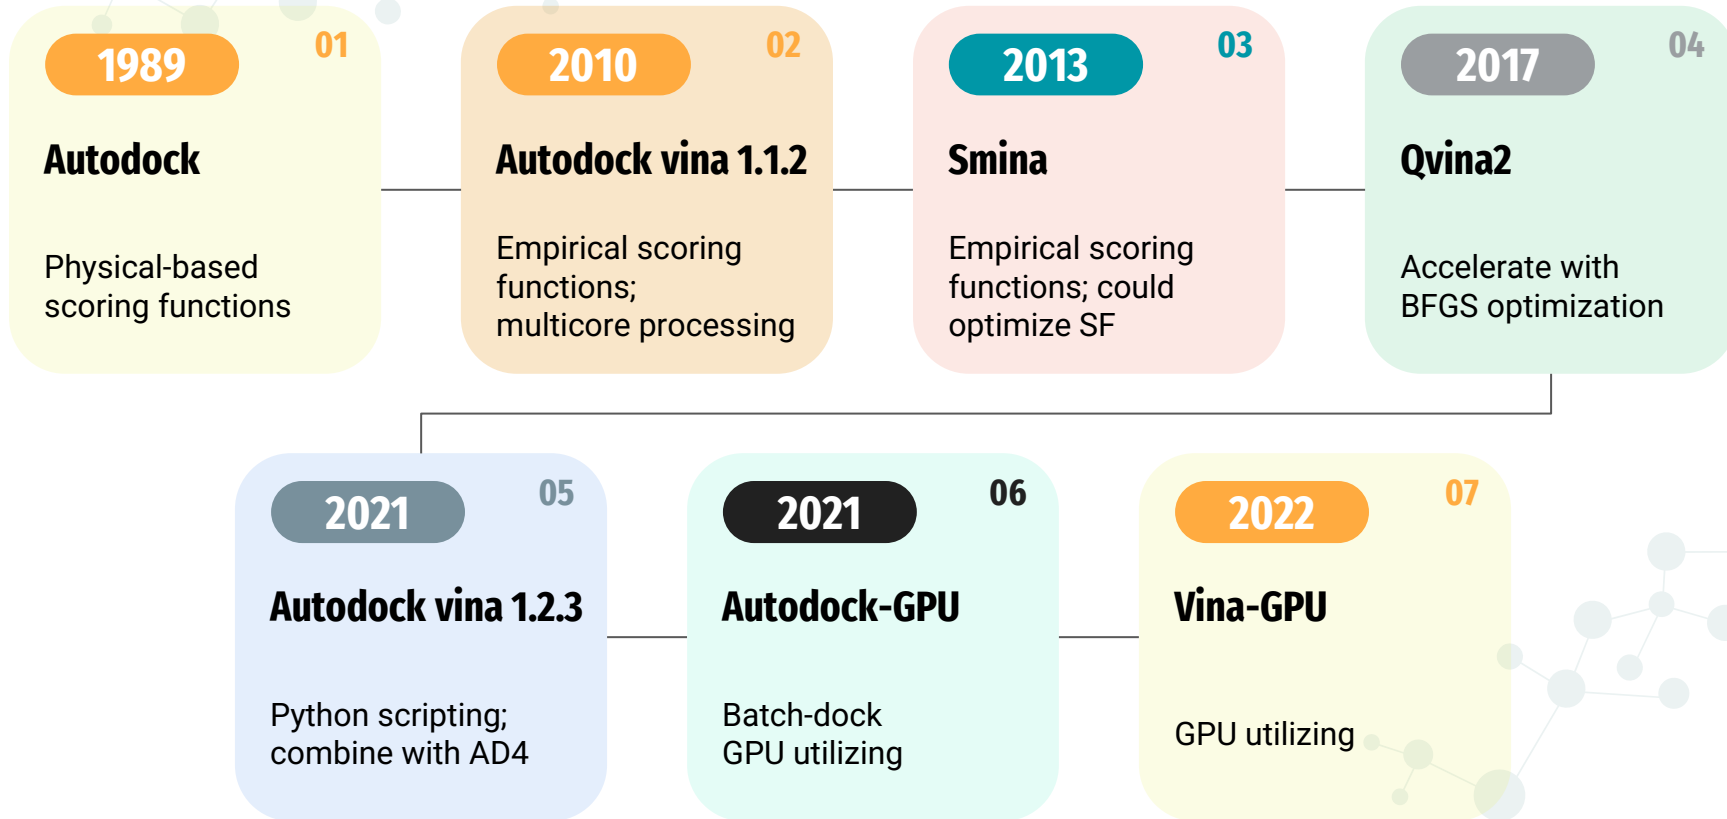 1989
01
Autodock
Physical-based
scoring functions
2010
02
Autodock vina 1.1.2
Empirical scoring
functions;
multicore processing
2013
03
Smina
Empirical scoring
functions; could
optimize SF
2017
04
Qvina2
Accelerate with
BFGS optimization
2021
05
Autodock vina 1.2.3
Python scripting;
combine with AD4
2021
06
Autodock-GPU
Batch-dock
GPU utilizing
2022
07
Vina-GPU
GPU utilizing